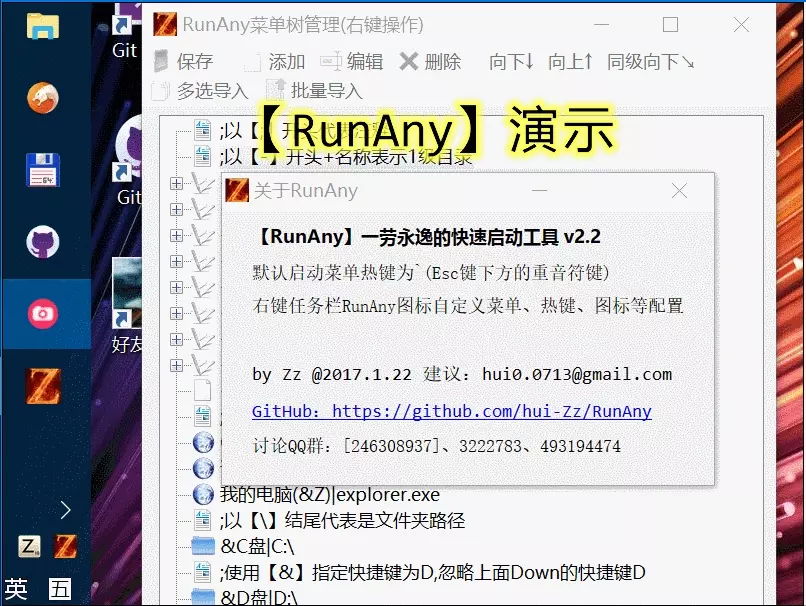 RunAny菜单树管理(右键操作)
保存 添加 编辑 删除 向下↓ 向上↑ 同级向下↘
多选导入 批量导入
【RunAny】演示
;以【;】开头代表注释
;以【-】开头+名称表示1级目录
关于RunAny
【RunAny】一劳永逸的快速启动工具 v2.2
默认启动菜单热键为`(Esc键下方的重音符键)
右键任务栏RunAny图标自定义菜单、热键、图标等配置
by Zz @2017.1.22 建议：hui0.0713@gmail.com
GitHub：https://github.com/hui-Zz/RunAny
讨论QQ群：[246308937]、3222783、493194474
我的电脑(&Z)|explorer.exe
;以【\】结尾代表是文件夹路径
&C盘|C:\
;使用【&】指定快捷键为D,忽略上面Down的快捷键D
&D盘|D:\
Git
Git
好友
64
Z
英 五